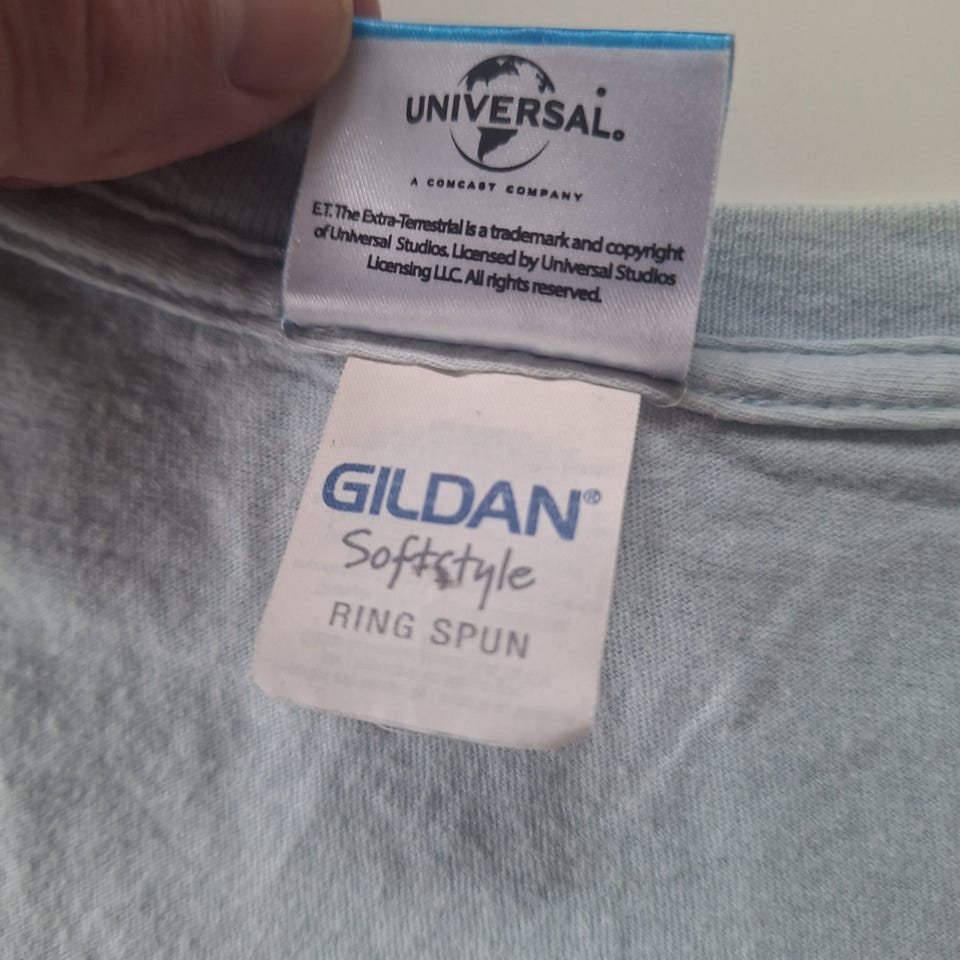 UNIVERSAL
A COMCAST COMPANY
E.T. The Extra-Terrestrial is a trademark and copyright
of Universal Studios. Licensed by Universal Studios
Licensing LLC. All rights reserved.
GILDAN®
Softstyle
RING SPUN